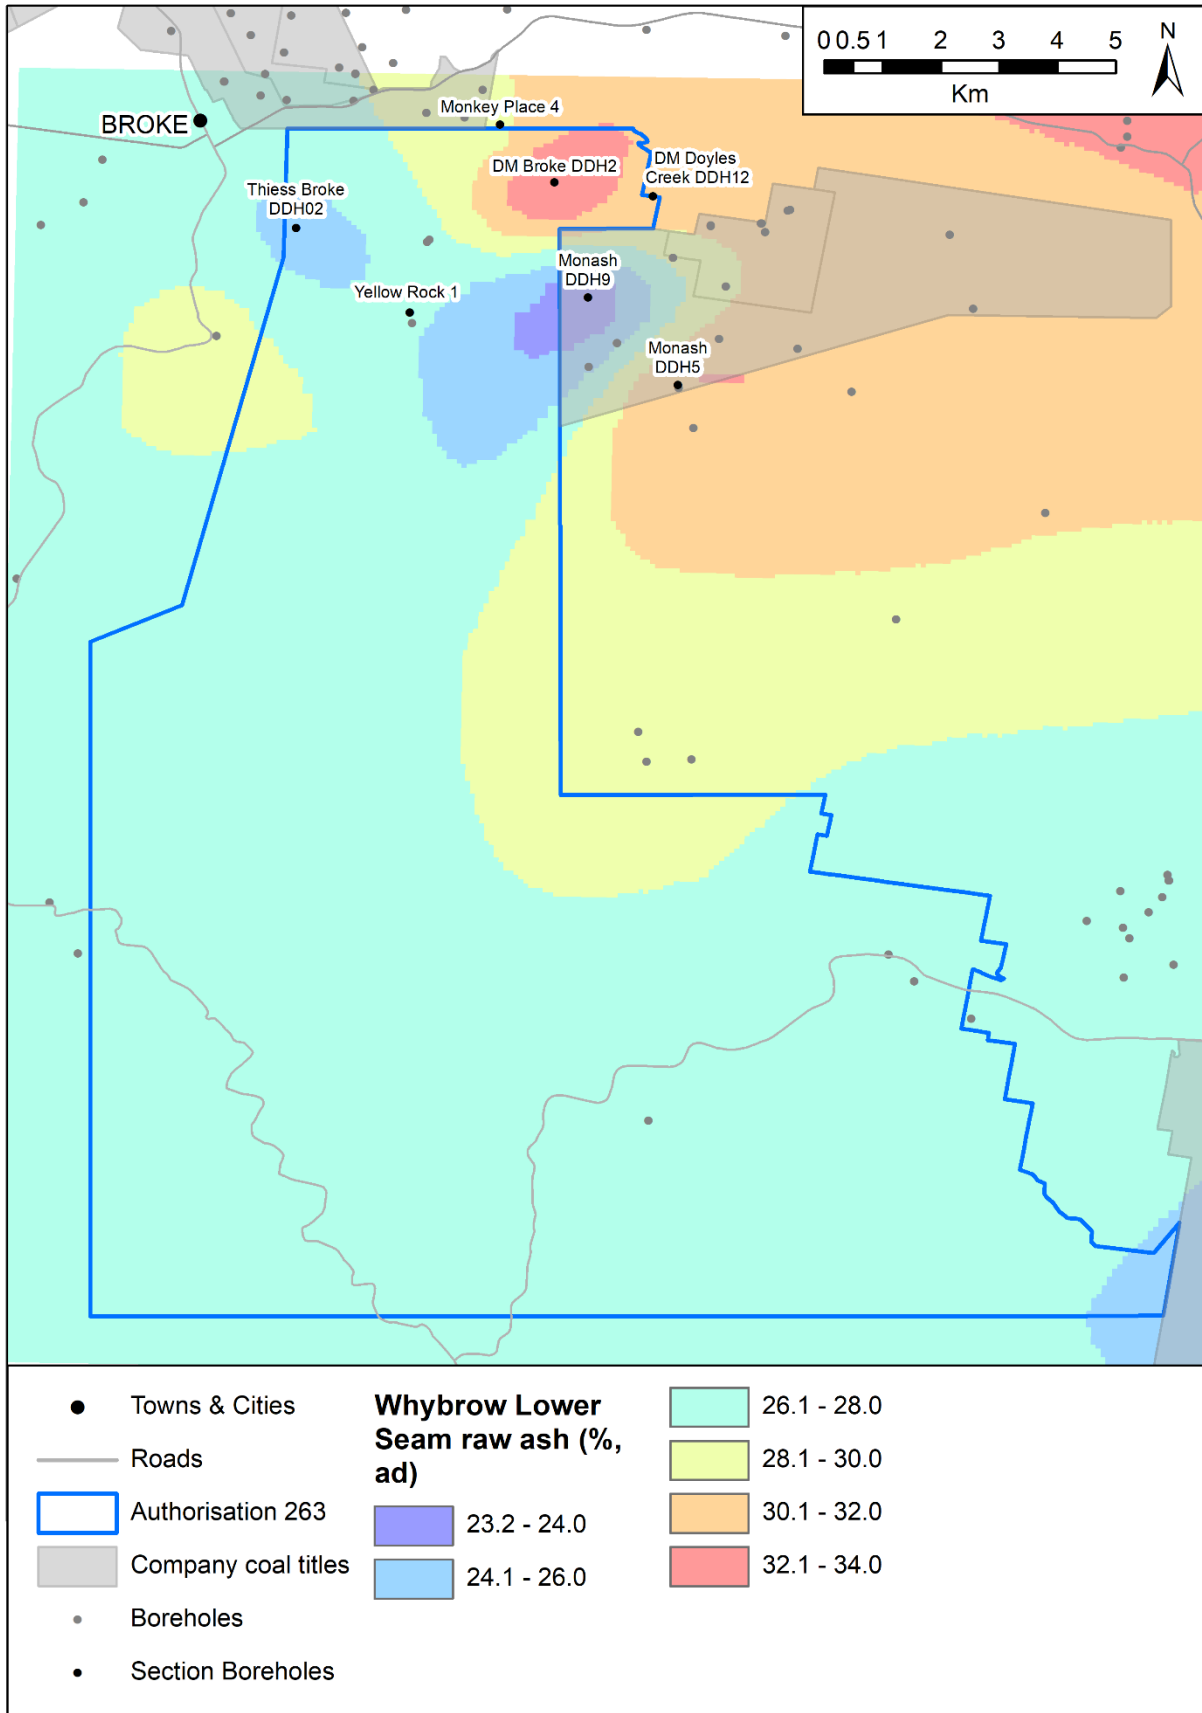 0 0.5 1 2 3 4 5
Km
N
BROKE
Monkey Place 4
DM Broke DDH2
DM Doyles
Creek DDH12
Thiess Broke
DDH02
Monash
DDH9
Yellow Rock 1
Monash
DDH5
Towns & Cities
Roads
Authorisation 263
Company coal titles
Boreholes
Section Boreholes
Whybrow Lower
Seam raw ash (%,
ad)
23.2 - 24.0
24.1 - 26.0
26.1 - 28.0
28.1 - 30.0
30.1 - 32.0
32.1 - 34.0